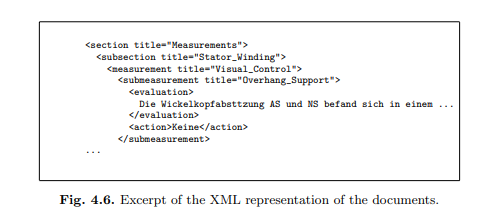 <section title="Measurements">
<subsection title="Stator_Winding">
<measurement title="Visual_Control">
<submeasurement title="Overhang_Support">
<evaluation>
Die Wickelkopfabsttzung AS und NS befand sich in einem ...
</evaluation>
<action>Keine</action>
</submeasurement>
...
Fig. 4.6. Excerpt of the XML representation of the documents.